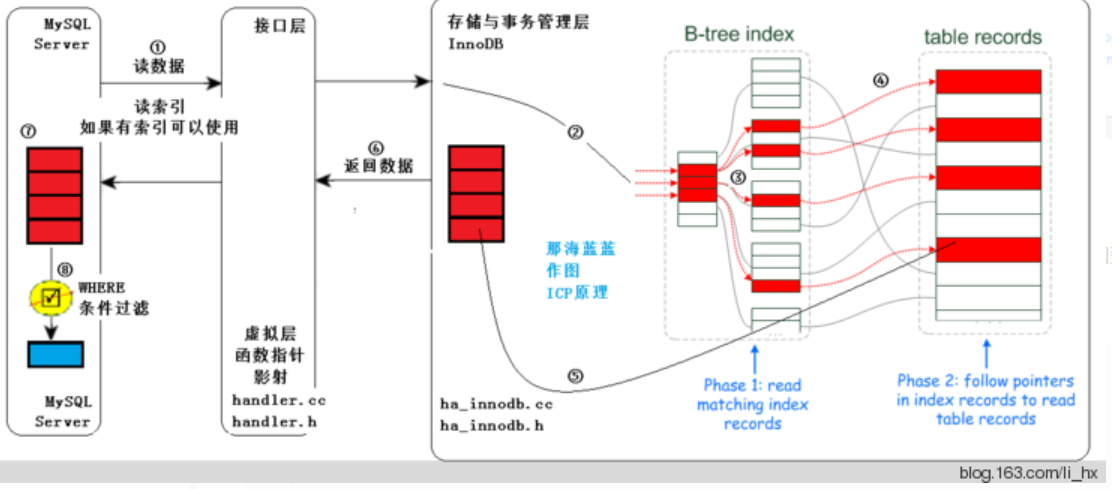 MySQL
Server
①
读数据
读索引
如果有索引可以使用
⑦
⑧
WHERE
条件过滤
MySQL
Server
接口层
⑥
返回数据
虚拟层
函数指针
影射
handler.cc
handler.h
存储与事务管理层
InnoDB
②
③
④
⑤
B-tree index
table records
那海蓝蓝
作图
ICP原理
ha_innodb.cc
ha_innodb.h
Phase 1: read
matching index
records
Phase 2: follow pointers
in index records to read
table records
blog.163.com/li_hx